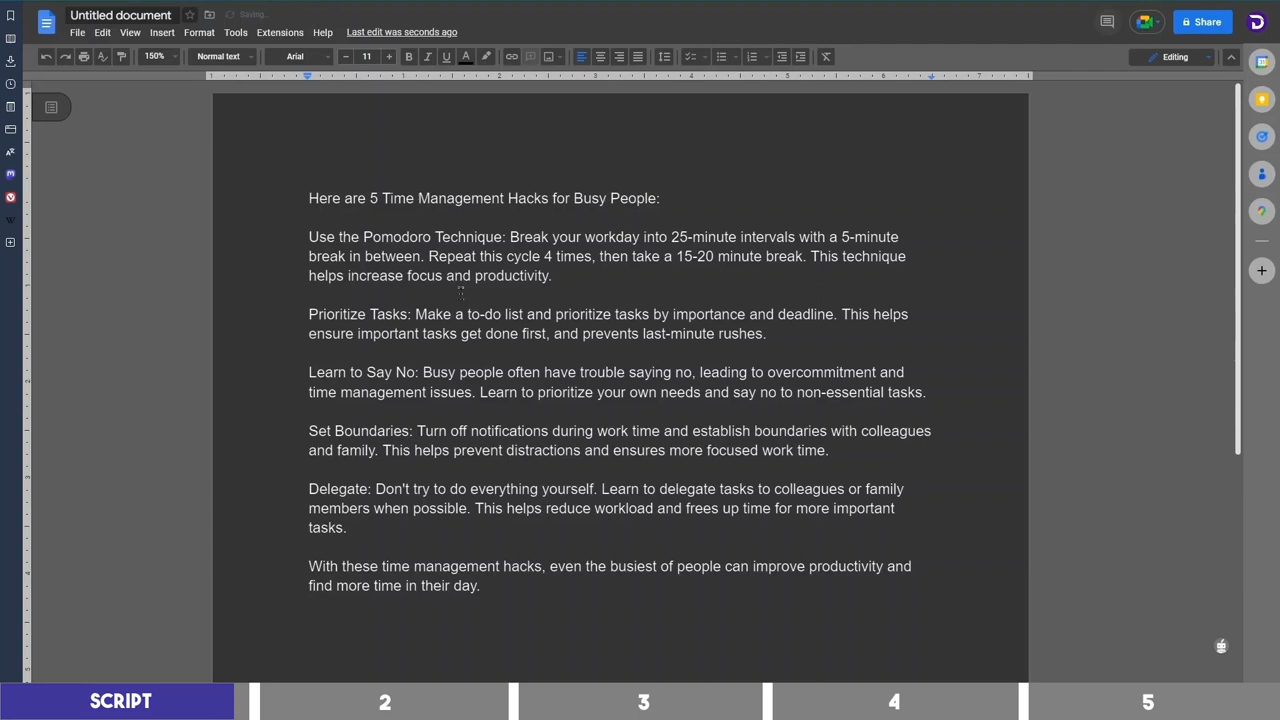 Untitled document
Saving...
File Edit View Insert Format Tools Extensions Help Last edit was seconds ago
Share
150% Normal text Arial 11 B I U A Editing
1 1 2 3 4 5 6 7
Here are 5 Time Management Hacks for Busy People:
Use the Pomodoro Technique: Break your workday into 25-minute intervals with a 5-minute
break in between. Repeat this cycle 4 times, then take a 15-20 minute break. This technique
helps increase focus and productivity.
Prioritize Tasks: Make a to-do list and prioritize tasks by importance and deadline. This helps
ensure important tasks get done first, and prevents last-minute rushes.
Learn to Say No: Busy people often have trouble saying no, leading to overcommitment and
time management issues. Learn to prioritize your own needs and say no to non-essential tasks.
Set Boundaries: Turn off notifications during work time and establish boundaries with colleagues
and family. This helps prevent distractions and ensures more focused work time.
Delegate: Don't try to do everything yourself. Learn to delegate tasks to colleagues or family
members when possible. This helps reduce workload and frees up time for more important
tasks.
With these time management hacks, even the busiest of people can improve productivity and
find more time in their day.
SCRIPT 2 3 4 5